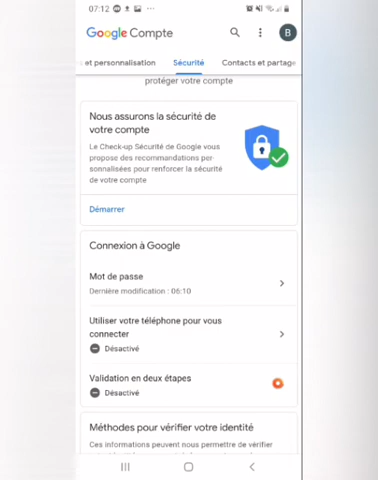 07:12
B
Google Compte
et personnalisation Sécurité Contacts et partage
protéger votre compte
Nous assurons la sécurité de
votre compte
Le Check-up Sécurité de Google vous
propose des recommandations per-
sonnalisées pour renforcer la sécurité
de votre compte
Démarrer
Connexion à Google
Mot de passe
Dernière modification : 06:10
Utiliser votre téléphone pour vous
connecter
Désactivé
Validation en deux étapes
Désactivé
Méthodes pour vérifier votre identité
Ces informations peuvent nous permettre de vérifier